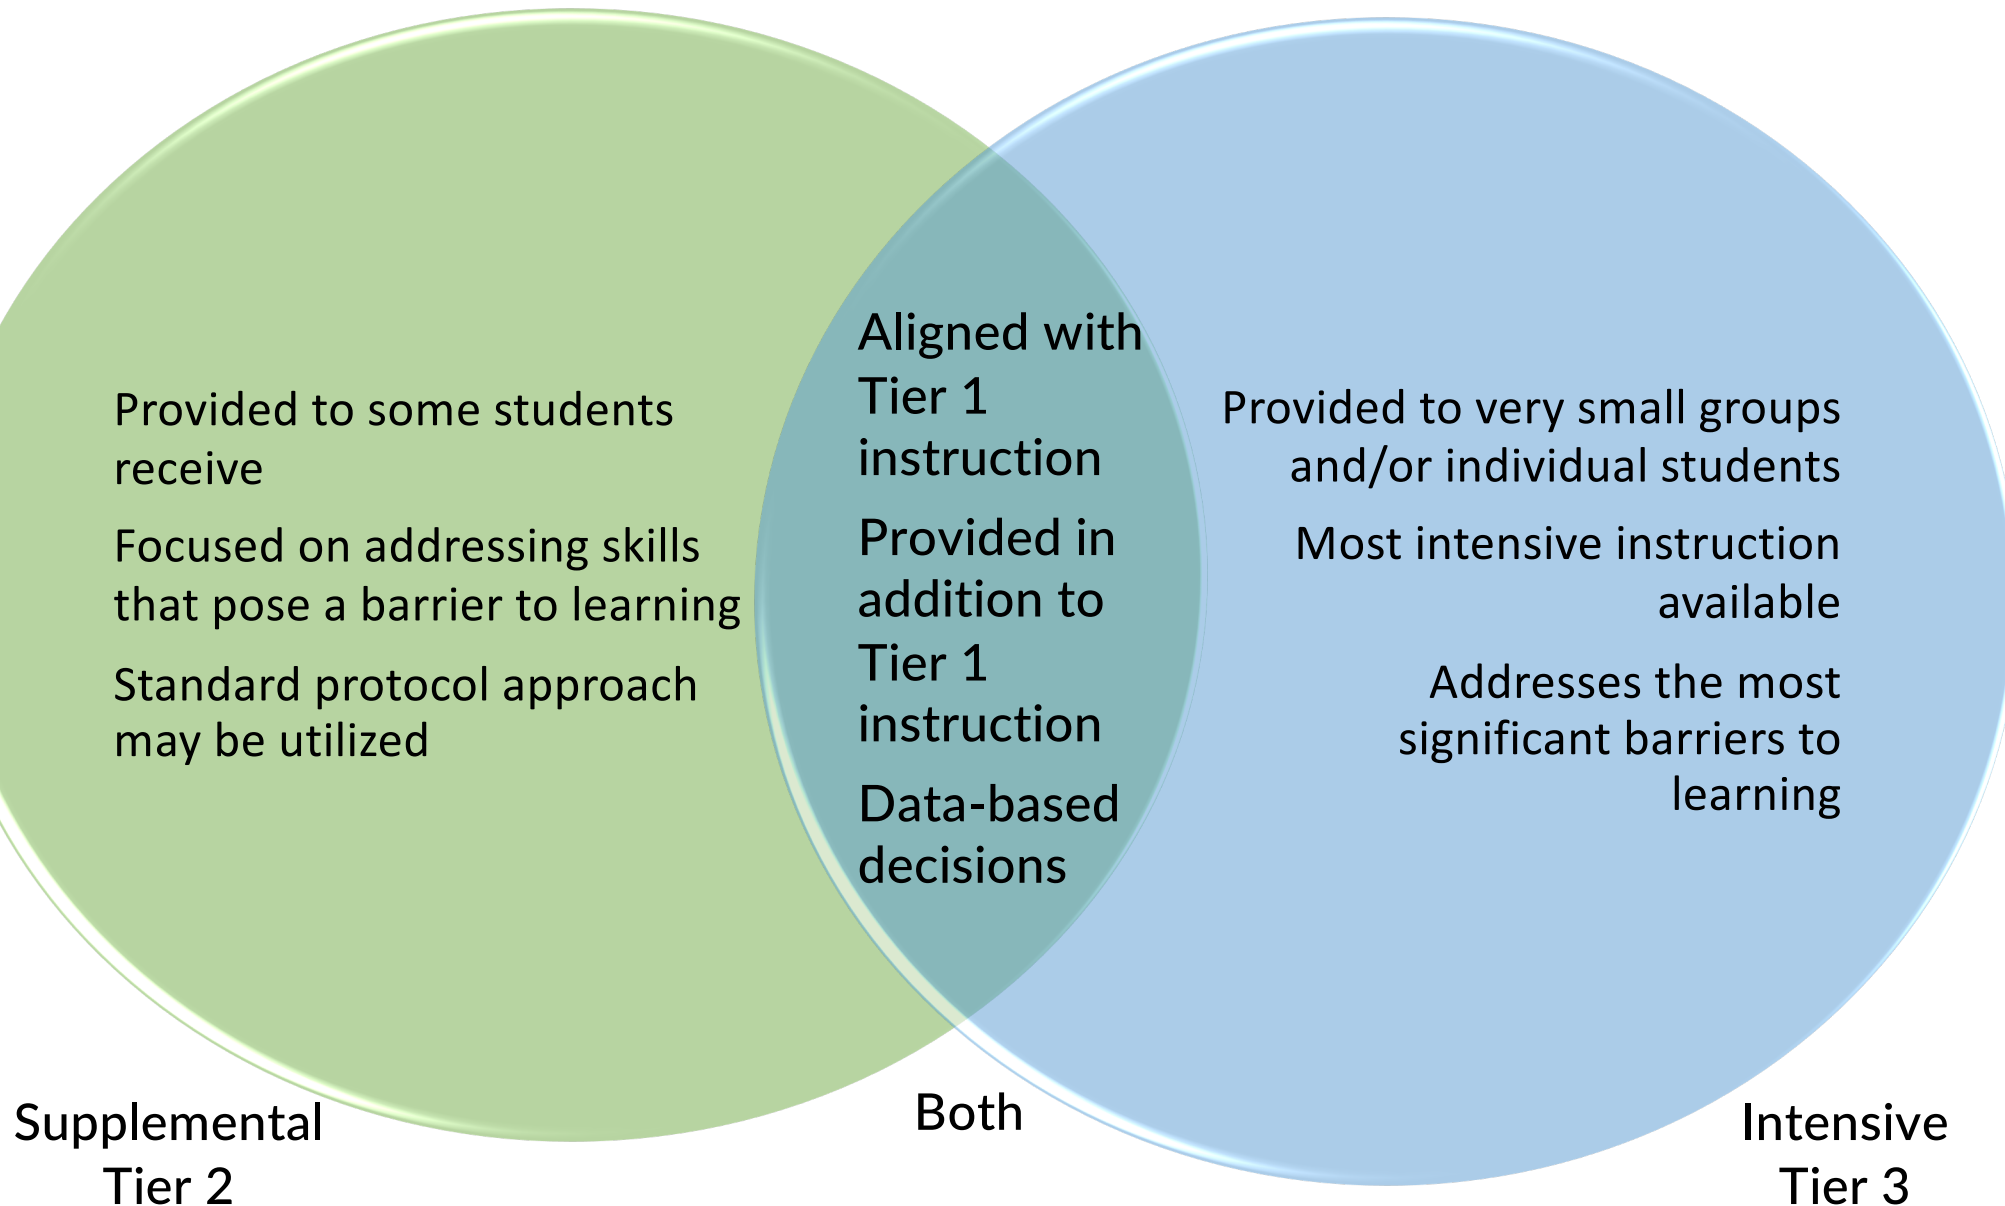 Provided to some students
receive
Focused on addressing skills
that pose a barrier to learning
Standard protocol approach
may be utilized
Aligned with
Tier 1
instruction
Provided in
addition to
Tier 1
instruction
Data-based
decisions
Provided to very small groups
and/or individual students
Most intensive instruction
available
Addresses the most
significant barriers to
learning
Supplemental
Tier 2
Both
Intensive
Tier 3